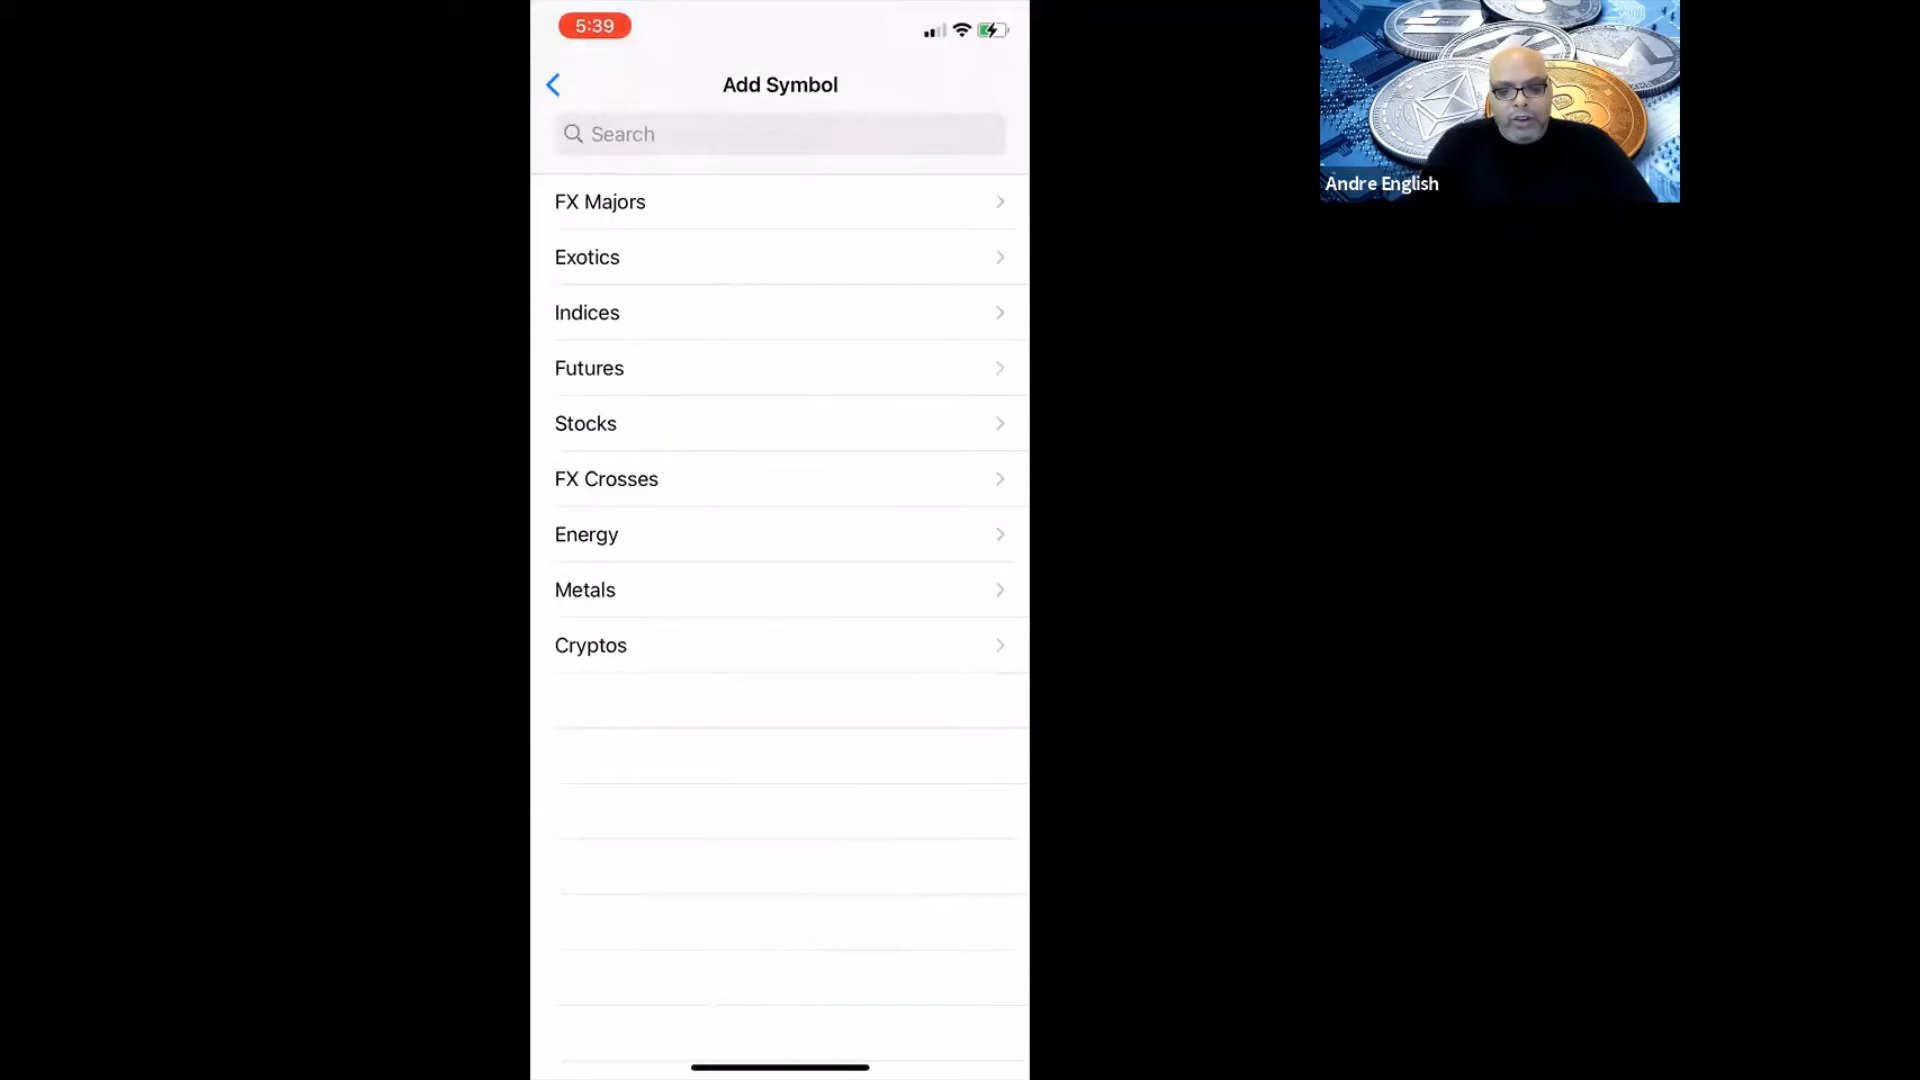 5:39
Add Symbol
Search
FX Majors
Exotics
Indices
Futures
Stocks
FX Crosses
Energy
Metals
Cryptos
Andre English